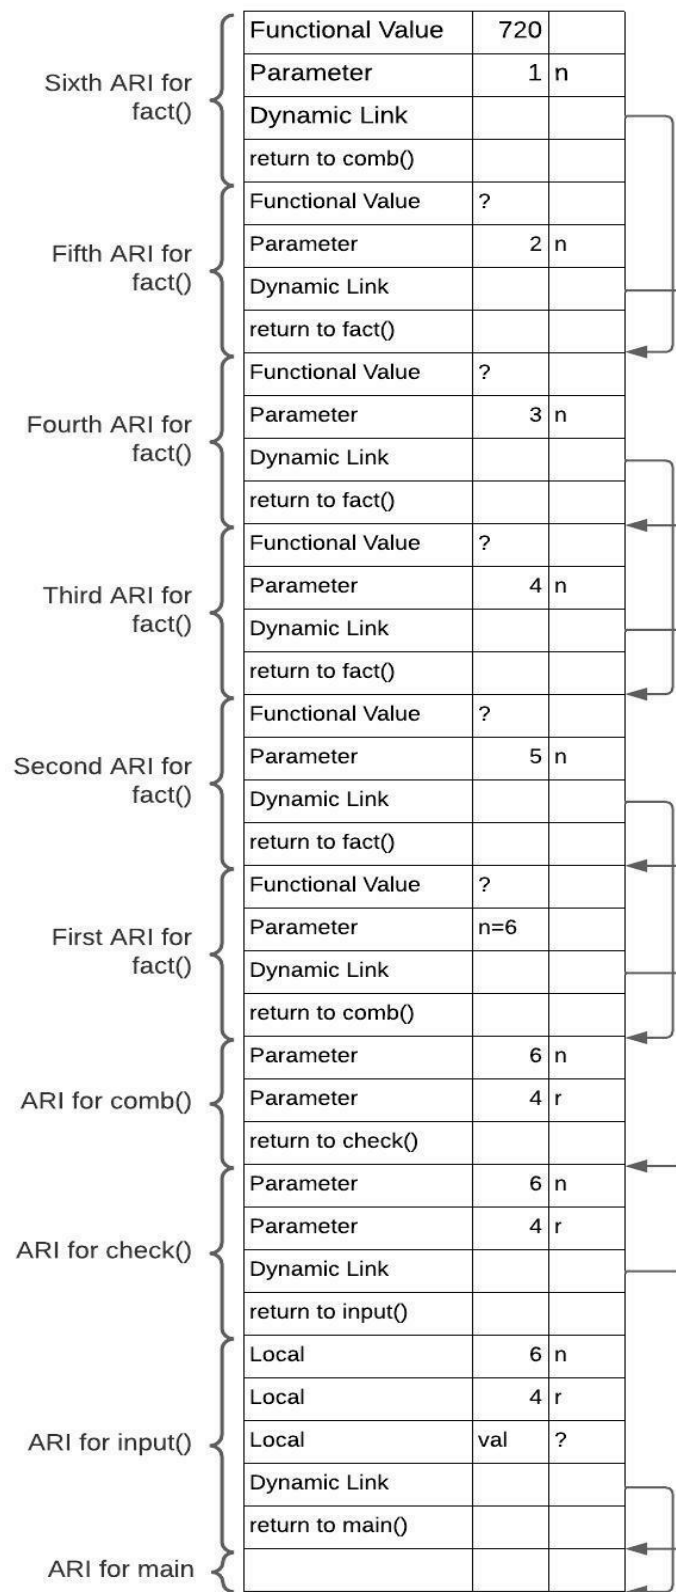 Functional Value 720
Sixth ARI for
fact()
Parameter 1 n
Dynamic Link
return to comb()
Functional Value ?
Fifth ARI for
fact()
Parameter 2 n
Dynamic Link
return to fact()
Functional Value ?
Fourth ARI for
fact()
Parameter 3 n
Dynamic Link
return to fact()
Functional Value ?
Third ARI for
fact()
Parameter 4 n
Dynamic Link
return to fact()
Functional Value ?
Second ARI for
fact()
Parameter 5 n
Dynamic Link
return to fact()
Functional Value ?
First ARI for
fact()
Parameter n=6
Dynamic Link
return to comb()
ARI for comb()
Parameter 6 n
Parameter 4 r
return to check()
ARI for check()
Parameter 6 n
Parameter 4 r
Dynamic Link
return to input()
ARI for input()
Local 6 n
Local 4 r
Local val ?
Dynamic Link
return to main()
ARI for main